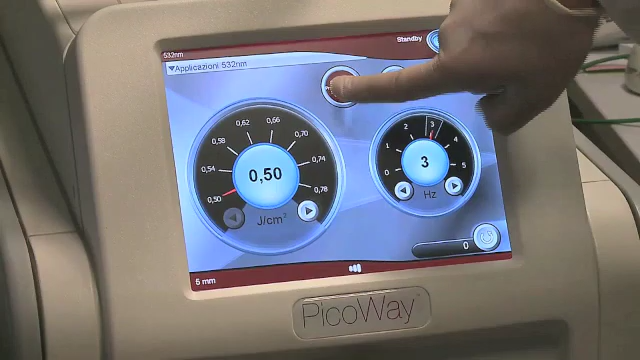 532nm
Standby
Applicazioni 532nm
0,50
0,54
0,58
0,62
0,66
0,70
0,74
0,78
0,50
J/cm²
0
1
2
3
4
5
3
Hz
0
5 mm
PicoWay